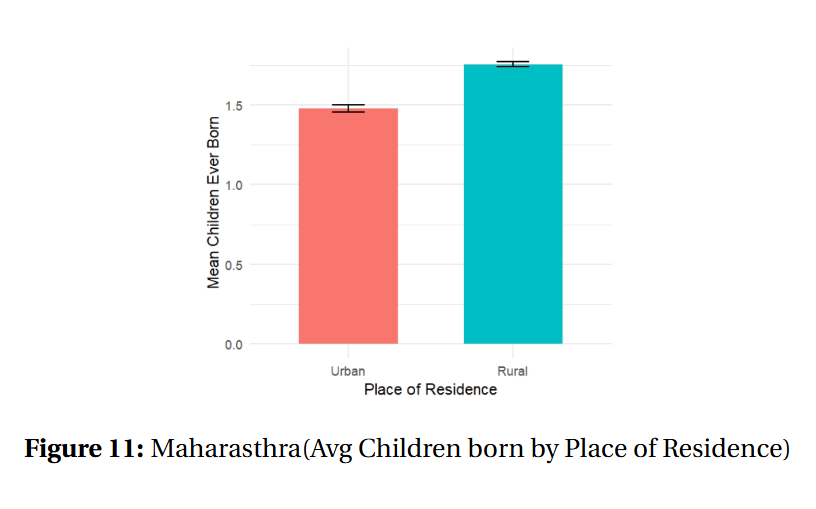 Mean Children Ever Born
1.5
1.0
0.5
0.0
Urban Rural
Place of Residence
Figure 11: Maharasthra(Avg Children born by Place of Residence)